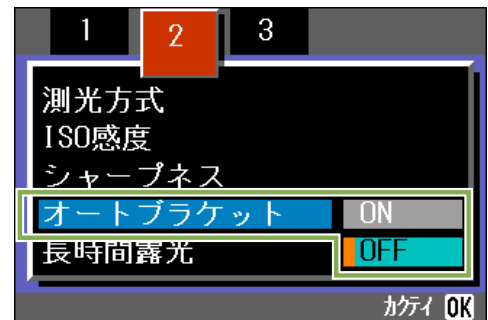 1 2 3
測光方式
ISO感度
シャープネス
オートブラケット ON
長時間露光 OFF
ｶｸﾃｲ OK